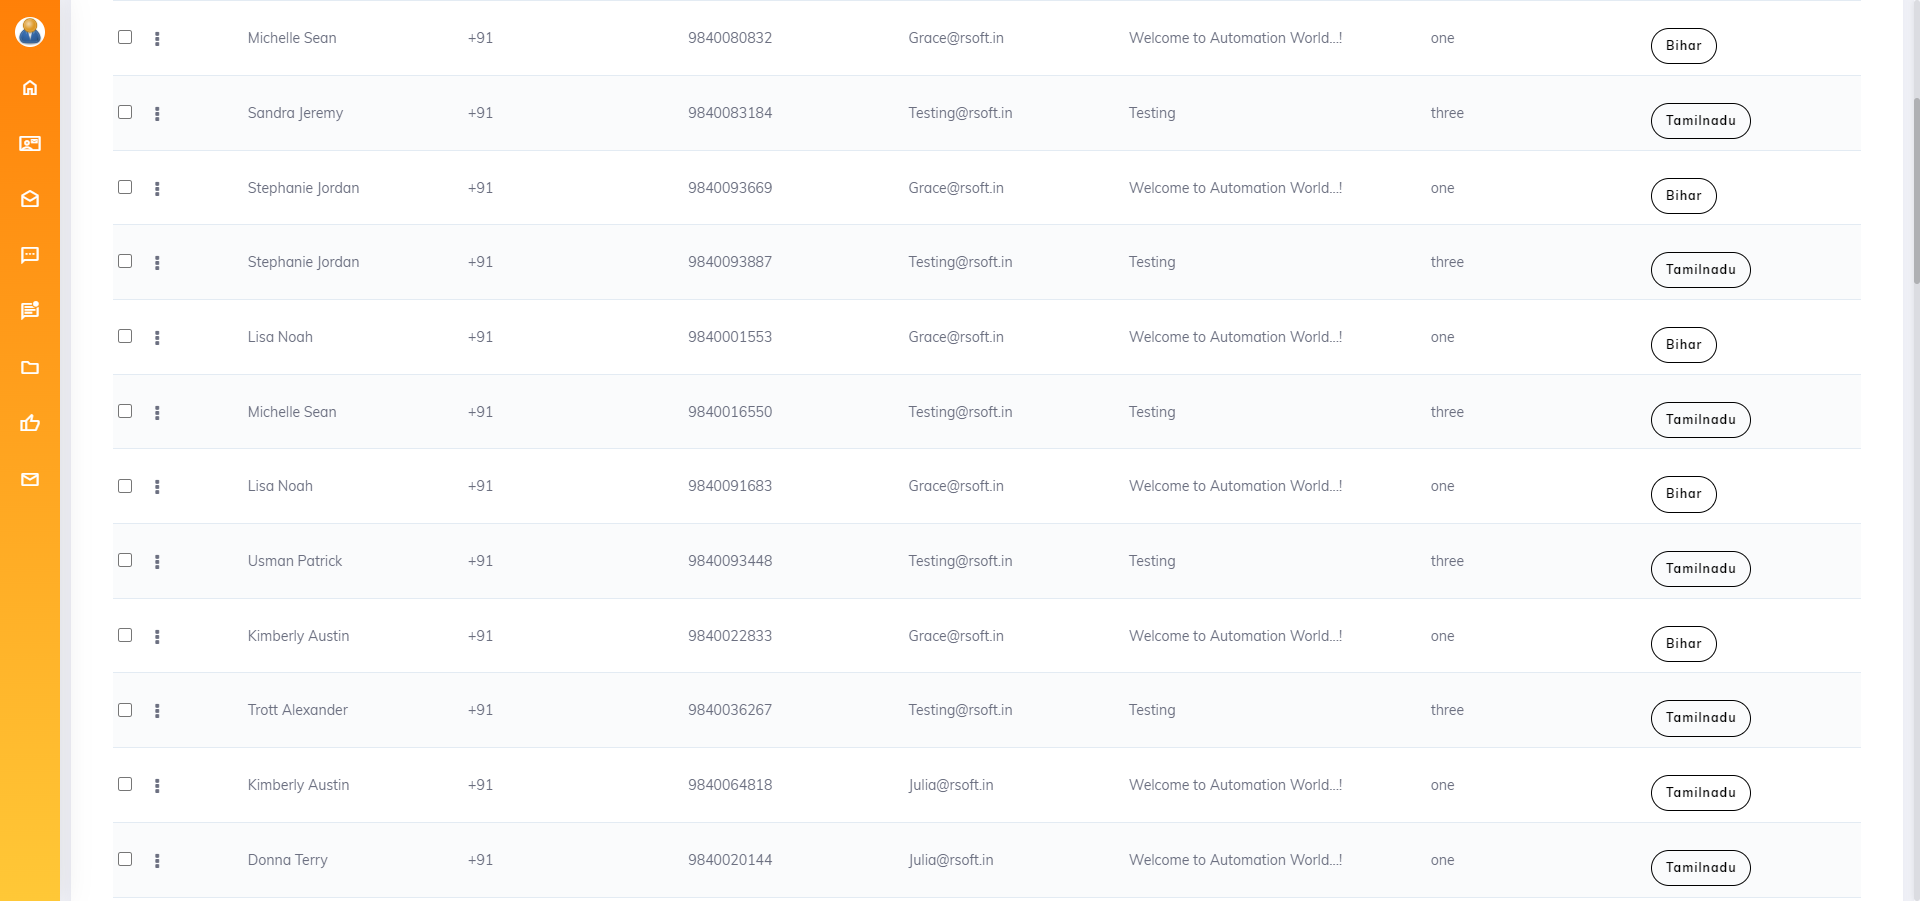 Michelle Sean +91 9840080832 Grace@rsoft.in Welcome to Automation World...! one Bihar
Sandra Jeremy +91 9840083184 Testing@rsoft.in Testing three Tamilnadu
Stephanie Jordan +91 9840093669 Grace@rsoft.in Welcome to Automation World...! one Bihar
Stephanie Jordan +91 9840093887 Testing@rsoft.in Testing three Tamilnadu
Lisa Noah +91 9840001553 Grace@rsoft.in Welcome to Automation World...! one Bihar
Michelle Sean +91 9840016550 Testing@rsoft.in Testing three Tamilnadu
Lisa Noah +91 9840091683 Grace@rsoft.in Welcome to Automation World...! one Bihar
Usman Patrick +91 9840093448 Testing@rsoft.in Testing three Tamilnadu
Kimberly Austin +91 9840022833 Grace@rsoft.in Welcome to Automation World...! one Bihar
Trott Alexander +91 9840036267 Testing@rsoft.in Testing three Tamilnadu
Kimberly Austin +91 9840064818 Julia@rsoft.in Welcome to Automation World...! one Tamilnadu
Donna Terry +91 9840020144 Julia@rsoft.in Welcome to Automation World...! one Tamilnadu